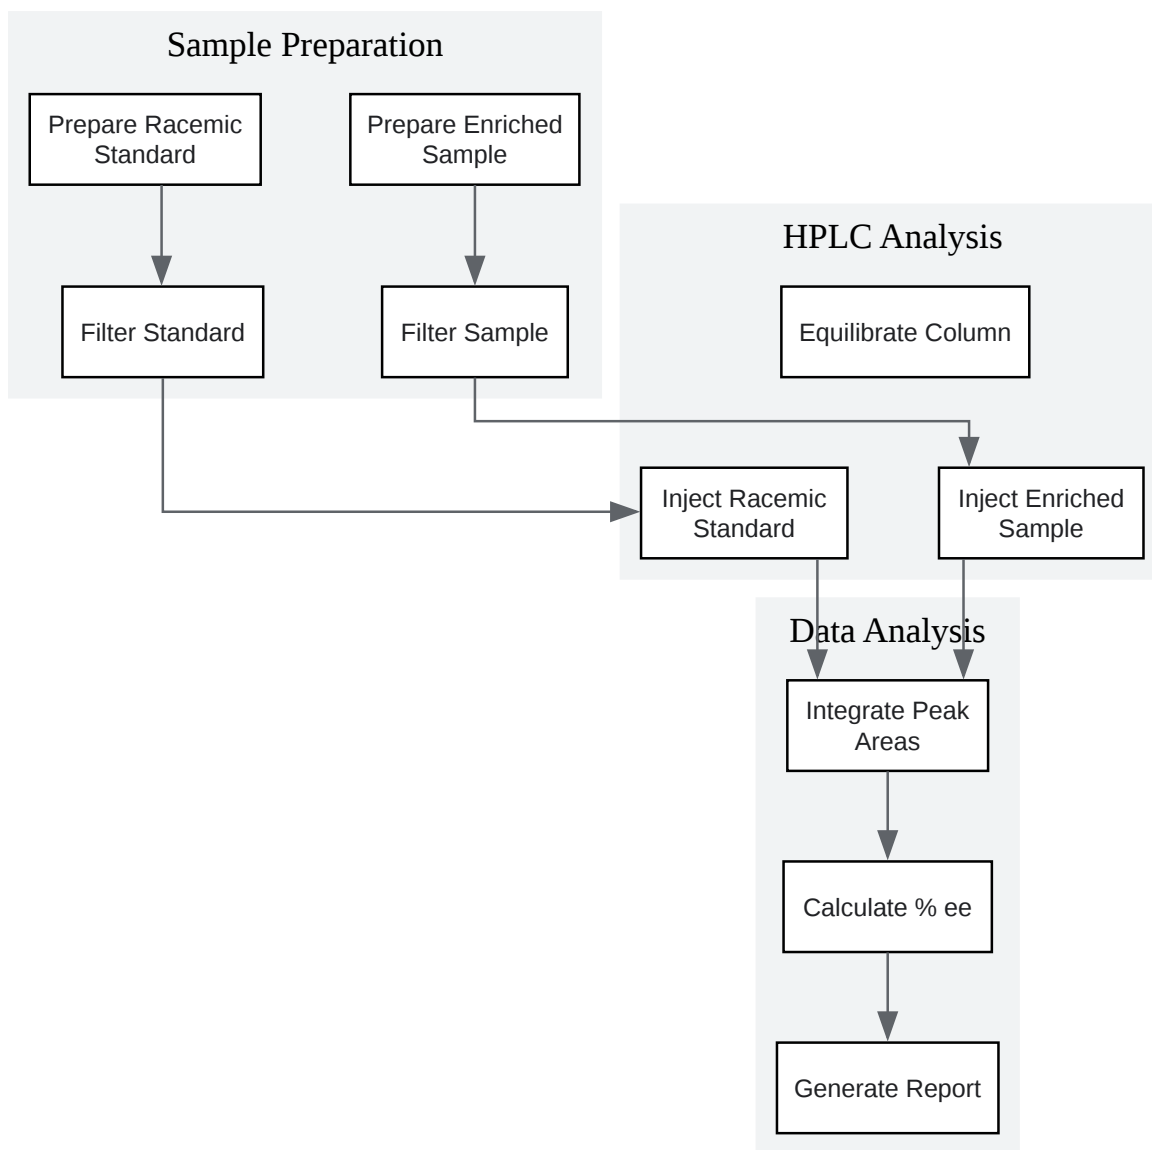 Sample Preparation
Prepare Racemic
Standard
Prepare Enriched
Sample
Filter Standard
Filter Sample
HPLC Analysis
Equilibrate Column
Inject Racemic
Standard
Inject Enriched
Sample
Data Analysis
Integrate Peak
Areas
Calculate % ee
Generate Report